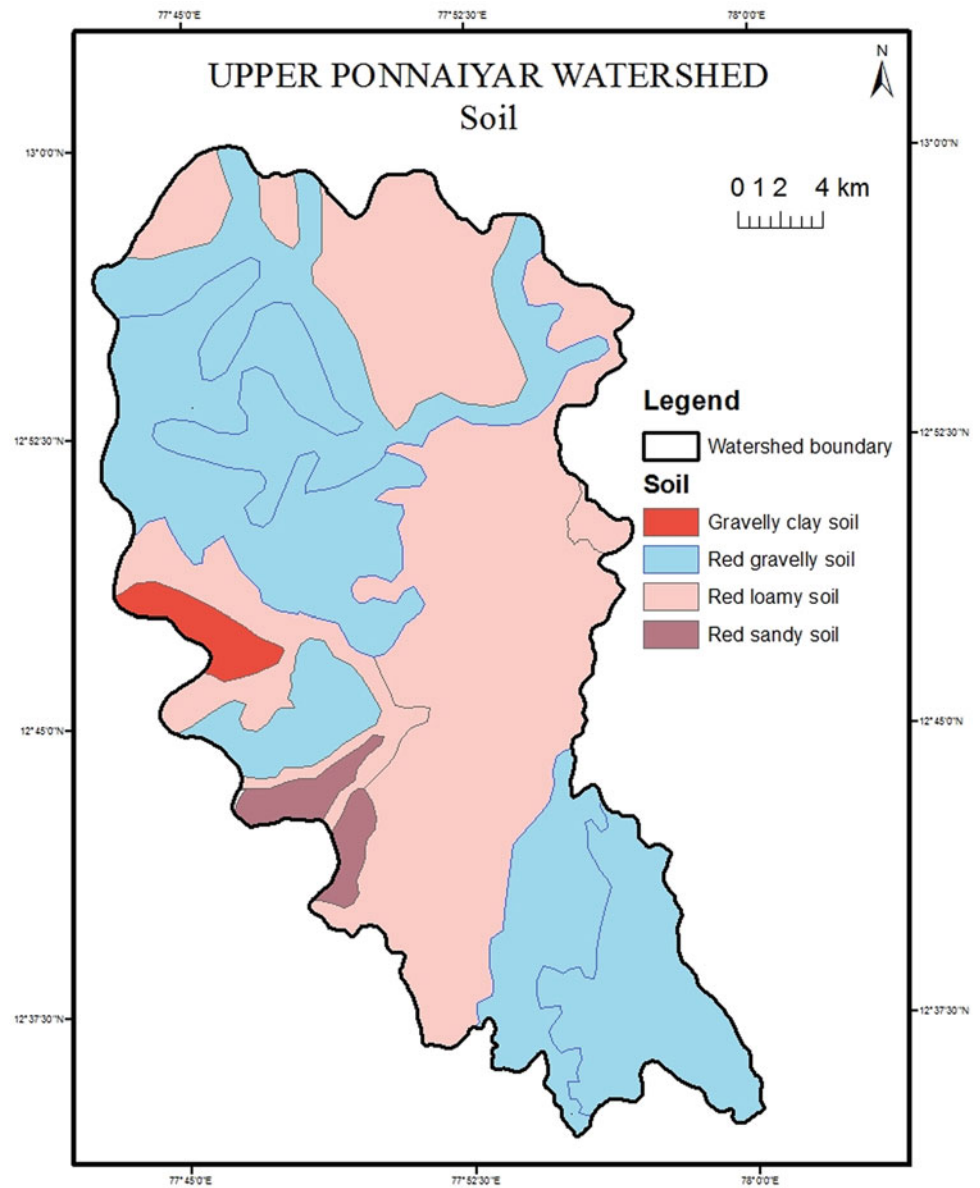 77°45'0"E
77°52'30"E
78°0'0"E
UPPER PONNAIYAR WATERSHED
Soil
N
13°0'0"N
13°0'0"N
0 1 2 4 km
Legend
12°52'30"N
12°52'30"N
Watershed boundary
Soil
Gravelly clay soil
Red gravelly soil
Red loamy soil
Red sandy soil
12°45'0"N
12°45'0"N
12°37'30"N
12°37'30"N
77°45'0"E
77°52'30"E
78°0'0"E